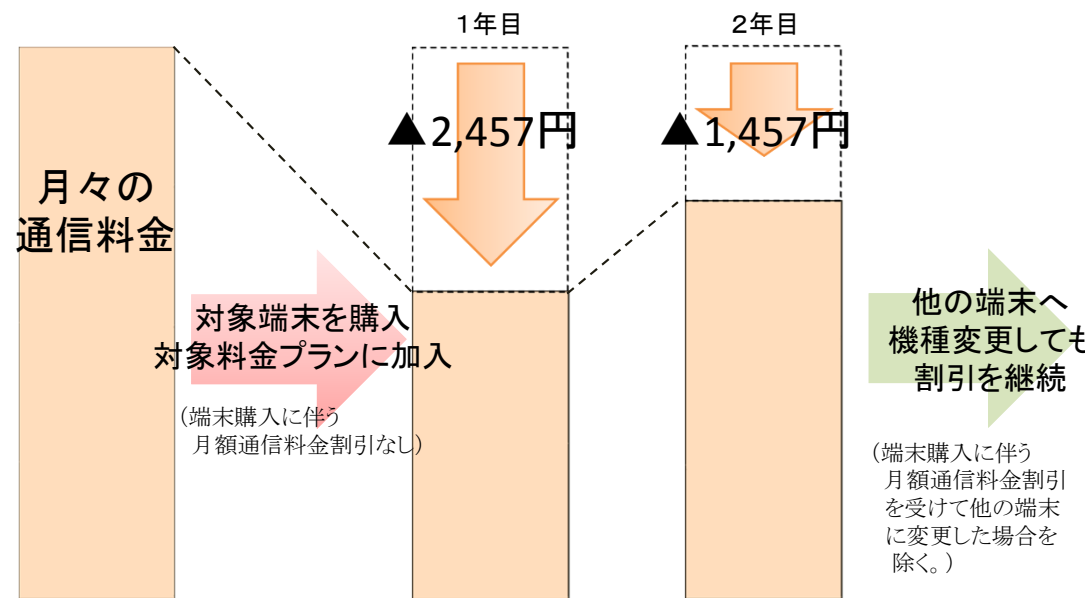 1年目
2年目
▲2,457円
▲1,457円
月々の
通信料金
対象端末を購入
対象料金プランに加入
(端末購入に伴う
月額通信料金割引なし)
他の端末へ
機種変更しても
割引を継続
(端末購入に伴う
月額通信料金割引
を受けて他の端末
に変更した場合を
除く。)